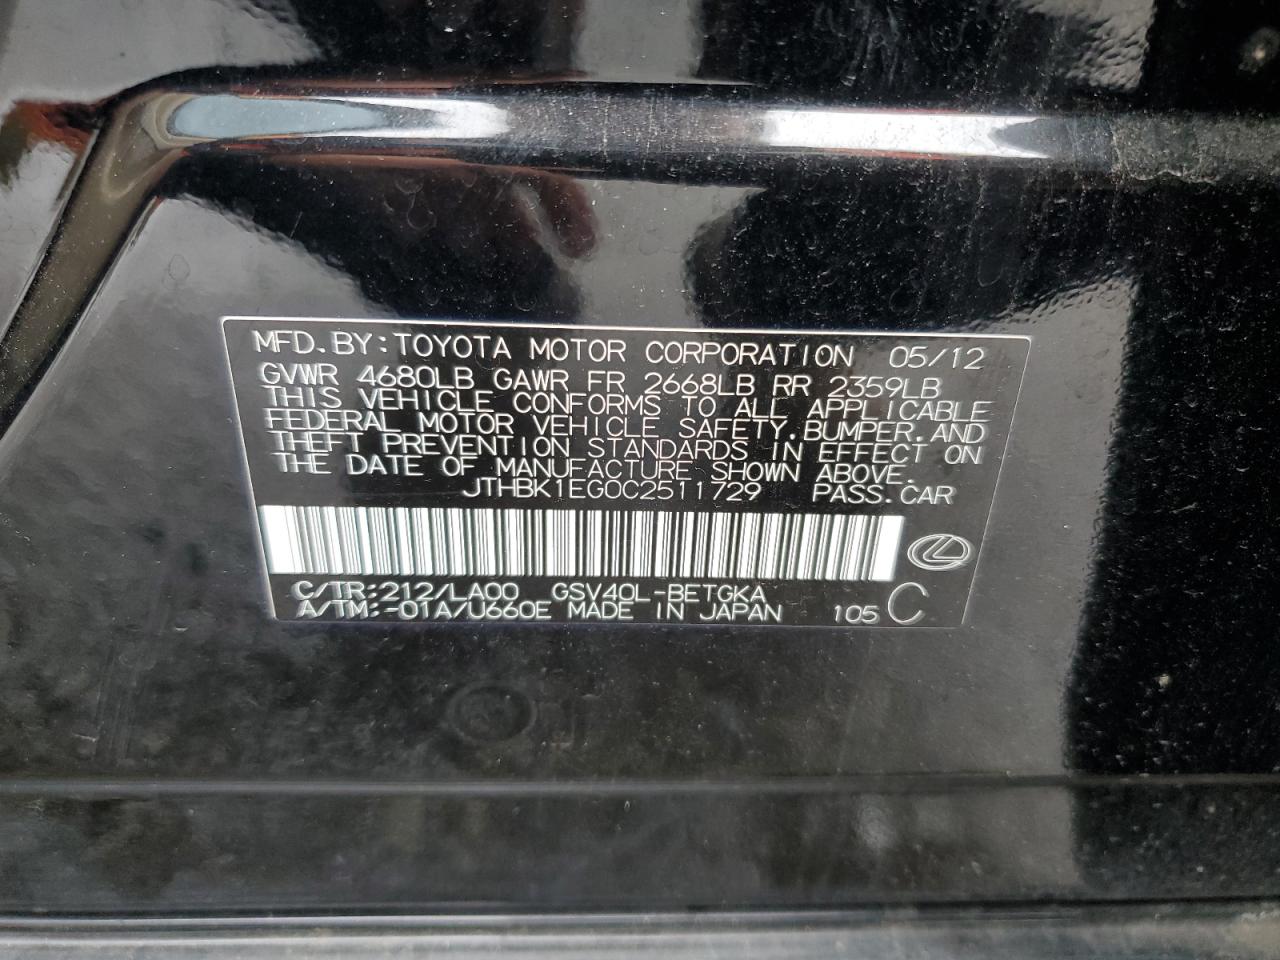 MFD.BY:TOYOTA MOTOR CORPORATION 05/12
GVWR 4680LB GAWR FR 2668LB RR 2359LB
THIS VEHICLE CONFORMS TO ALL APPLICABLE
FEDERAL MOTOR VEHICLE SAFETY,BUMPER,AND
THEFT PREVENTION STANDARDS IN EFFECT ON
THE DATE OF MANUFACTURE SHOWN ABOVE.
JTHBK1EG0C2511729 PASS.CAR
C/TR:212/LA00 GSV40L-BETGKA
A/TM:-01A/U660E MADE IN JAPAN 105 C